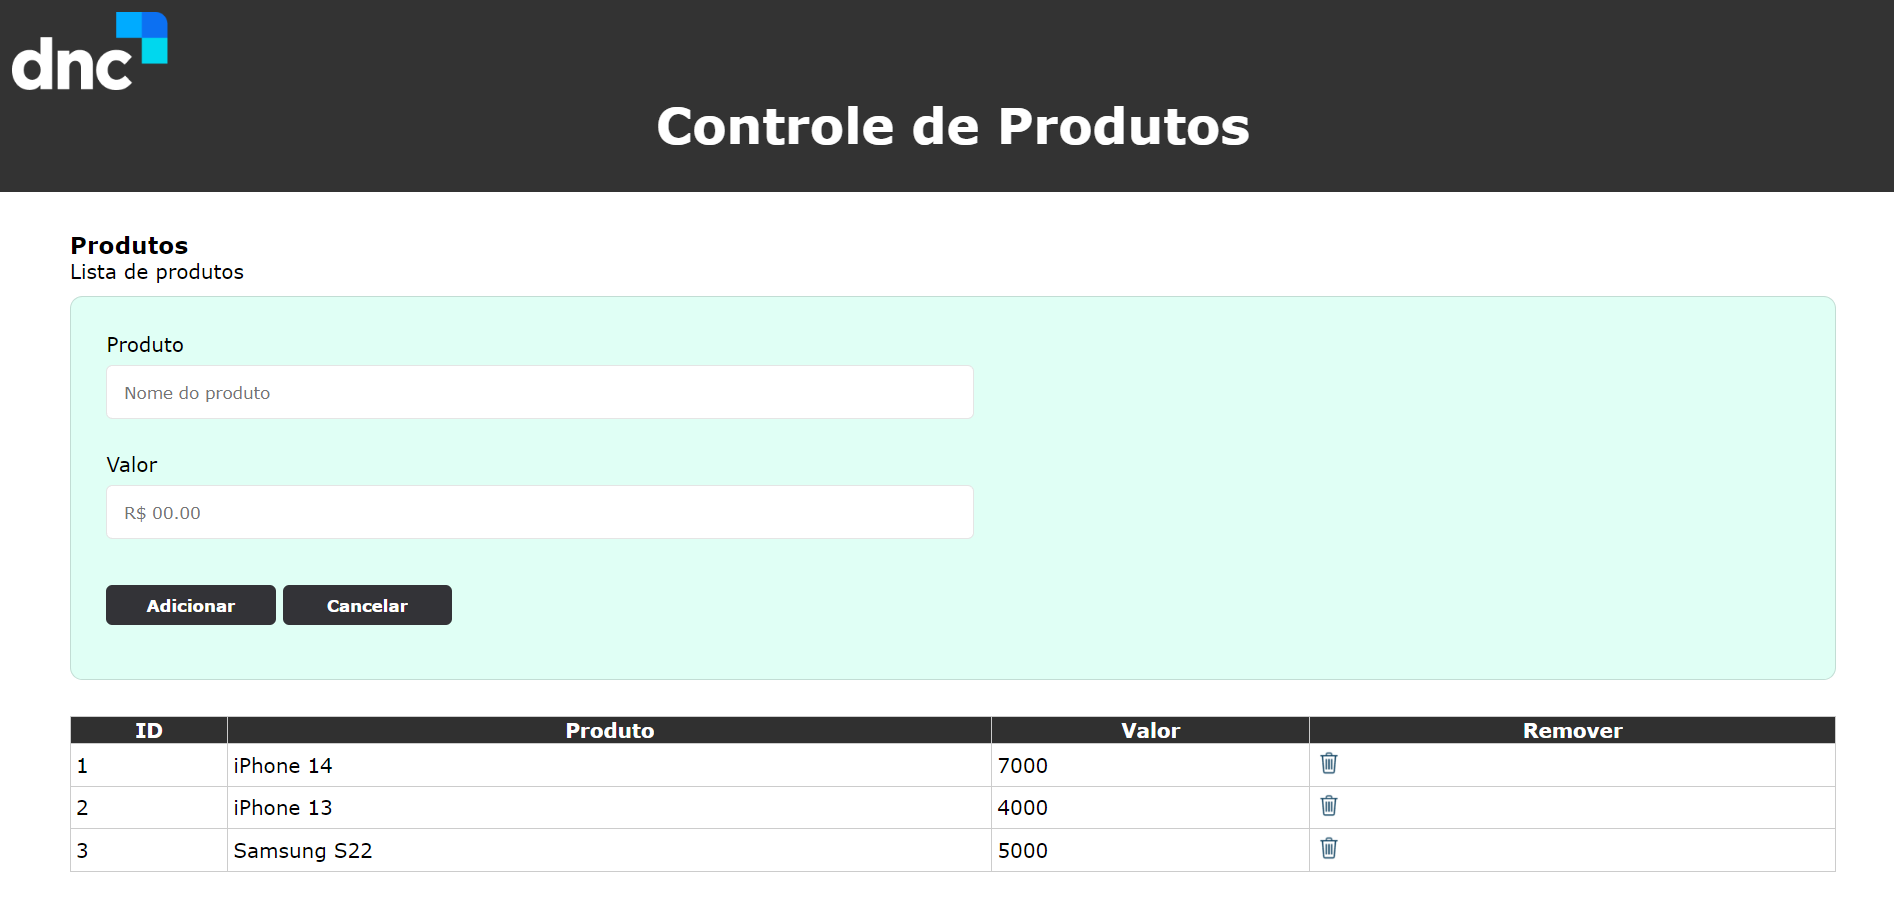 dnc
Controle de Produtos
Produtos
Lista de produtos
Produto
Nome do produto
Valor
R$ 00.00
Adicionar Cancelar
ID Produto Valor Remover
1 iPhone 14 7000
2 iPhone 13 4000
3 Samsung S22 5000